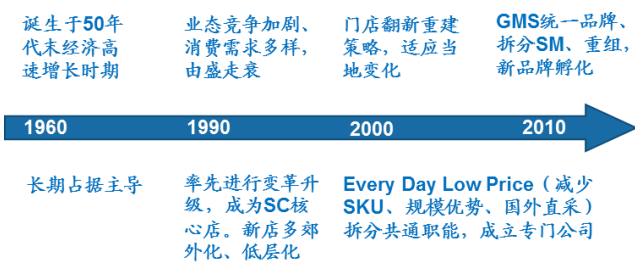 诞生于50年
代末经济高
速增长时期
业态竞争加剧、
消费需求多样，
由盛走衰
门店翻新重建
策略，适应当
地变化
GMS统一品牌、
拆分SM、重组，
新品牌孵化
1960
1990
2000
2010
长期占据主导
率先进行变革升
级，成为SC核
心店。新店多郊
外化、低层化
Every Day Low Price（减少
SKU、规模优势、国外直采）
拆分共通职能，成立专门公司